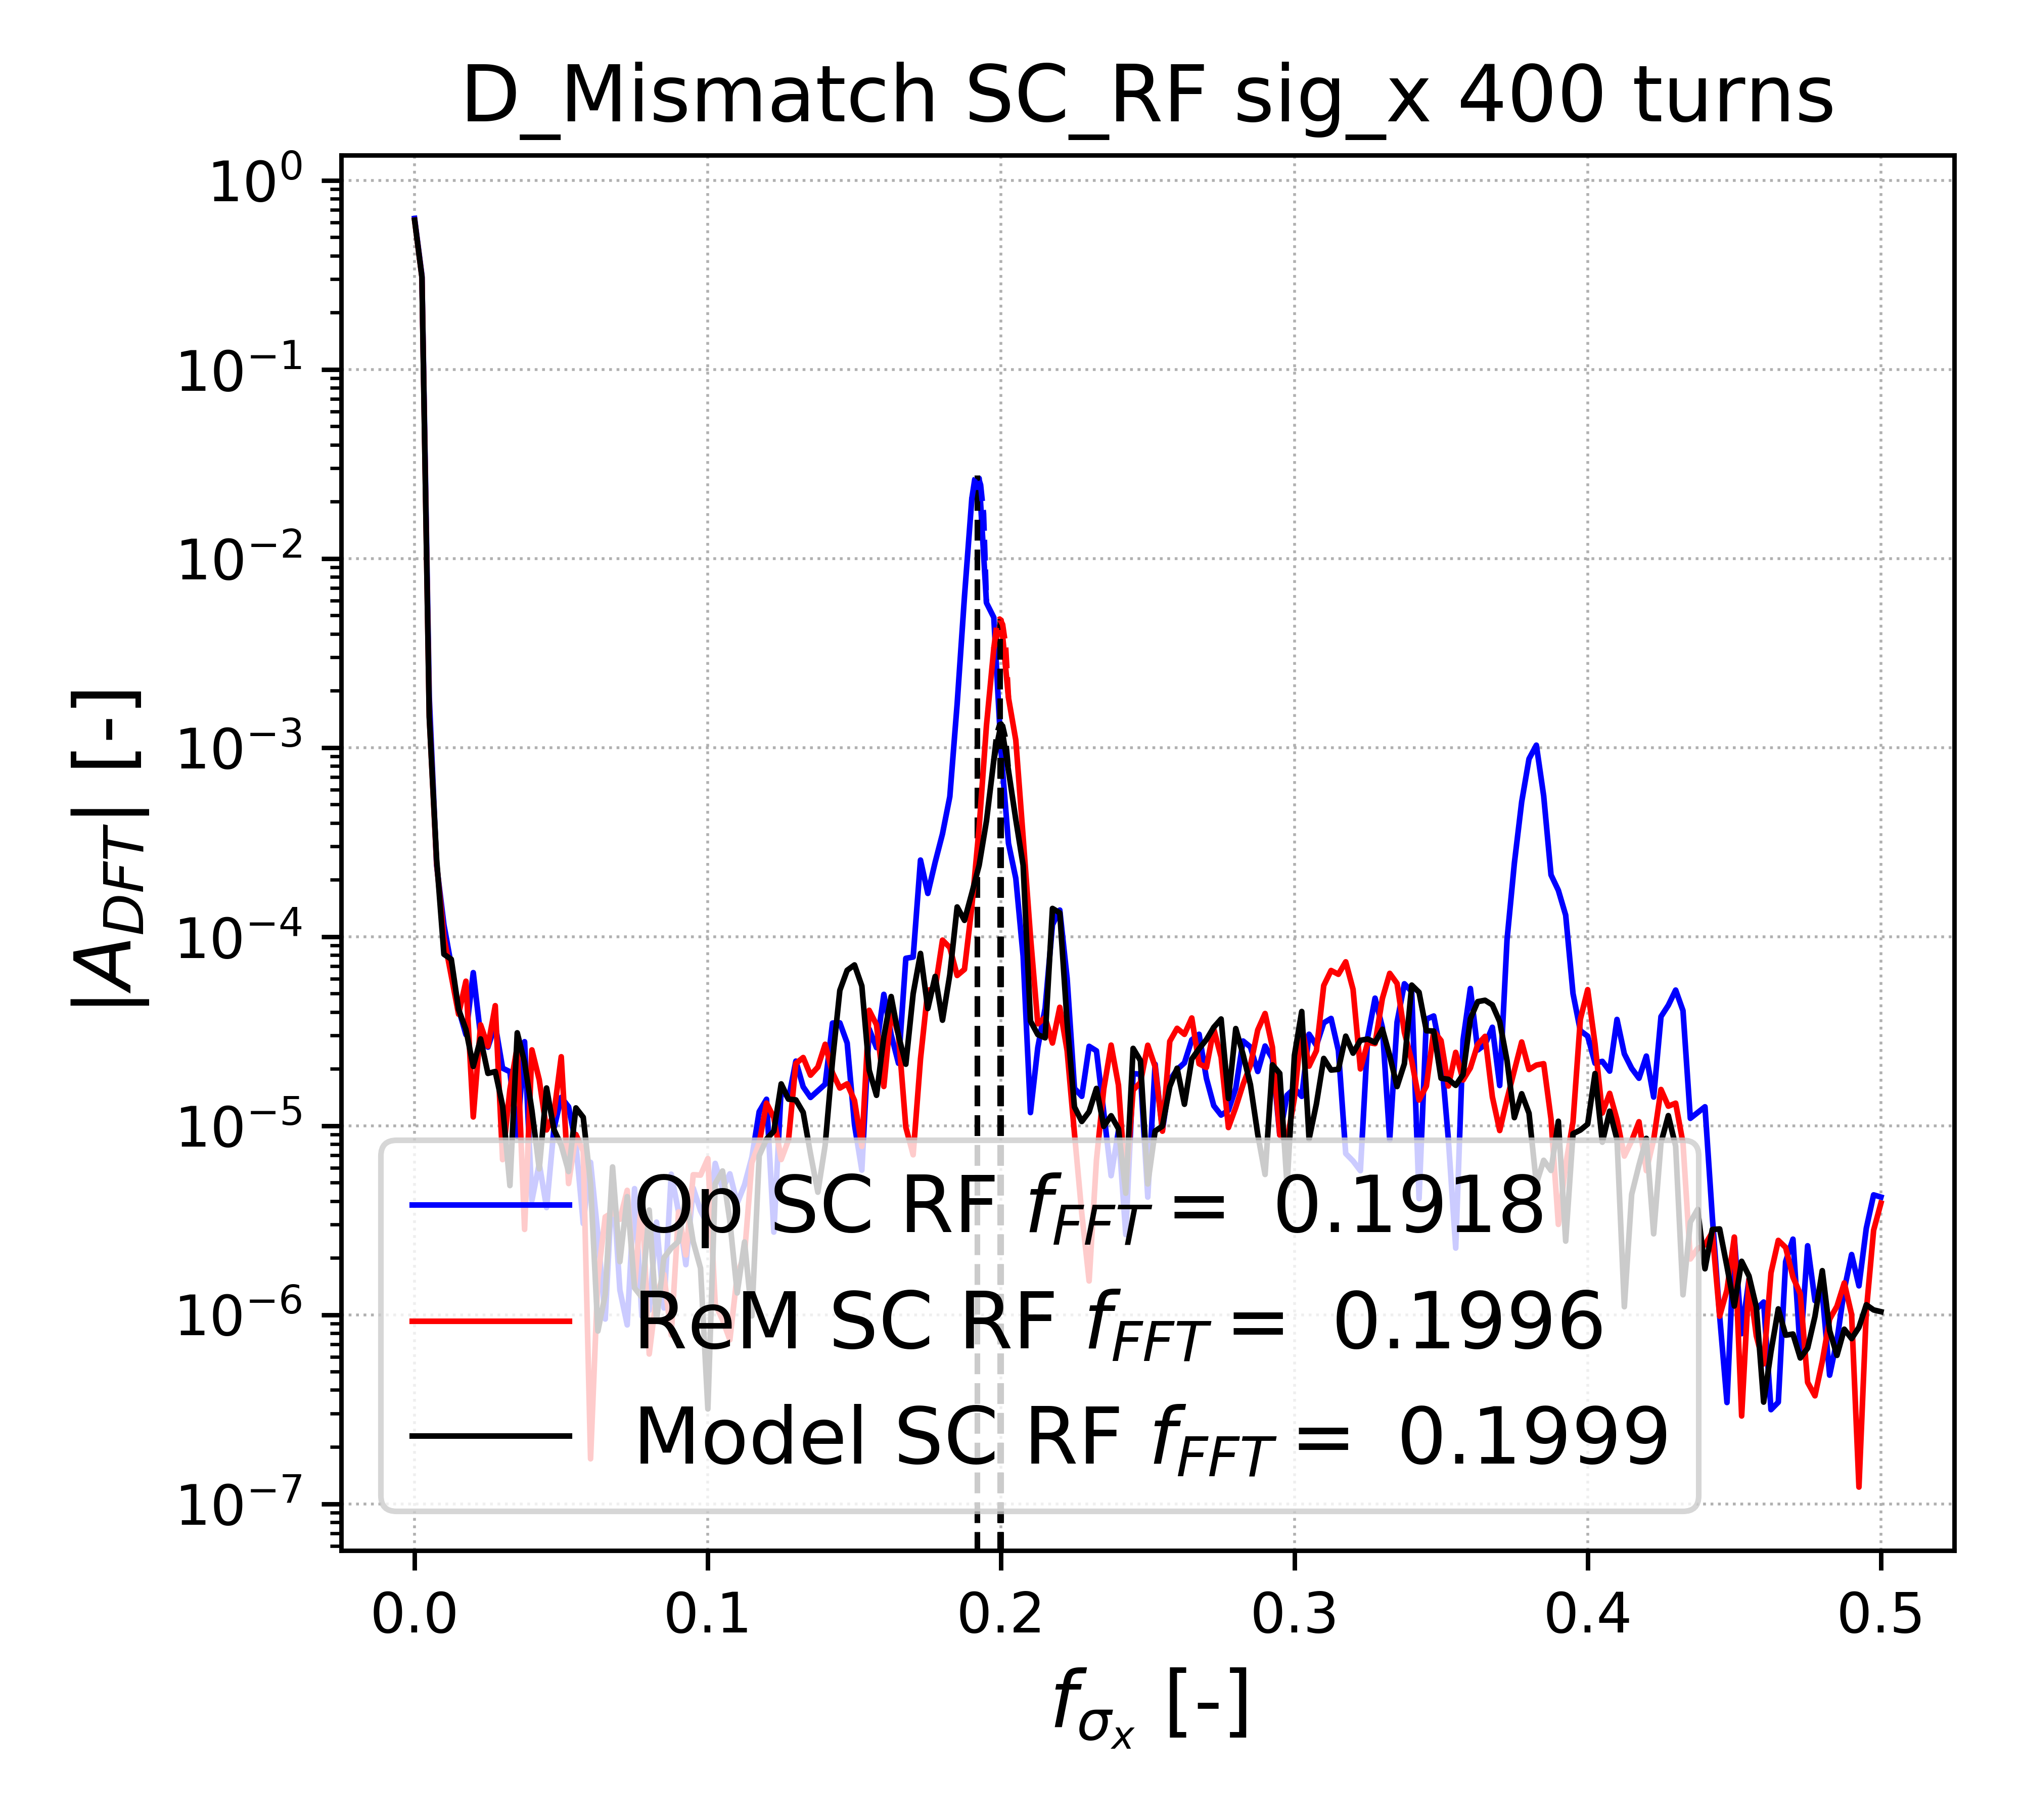 D_Mismatch SC_RF sig_x 400 turns
10⁰
10⁻¹
10⁻²
10⁻³
10⁻⁴
10⁻⁵
10⁻⁶
10⁻⁷
|A_DFT| [-]
Op SC RF f_FFT = 0.1918
ReM SC RF f_FFT = 0.1996
Model SC RF f_FFT = 0.1999
0.0 0.1 0.2 0.3 0.4 0.5
f_σₓ [-]